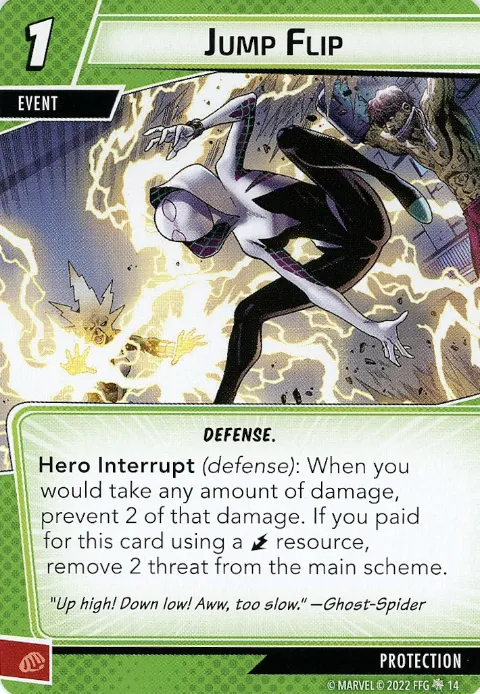 1
JUMP FLIP
EVENT
DEFENSE.
Hero Interrupt (defense): When you
would take any amount of damage,
prevent 2 of that damage. If you paid
for this card using a resource,
remove 2 threat from the main scheme.
"Up high! Down low! Aww, too slow." —Ghost-Spider
PROTECTION
© MARVEL © 2022 FFG 14